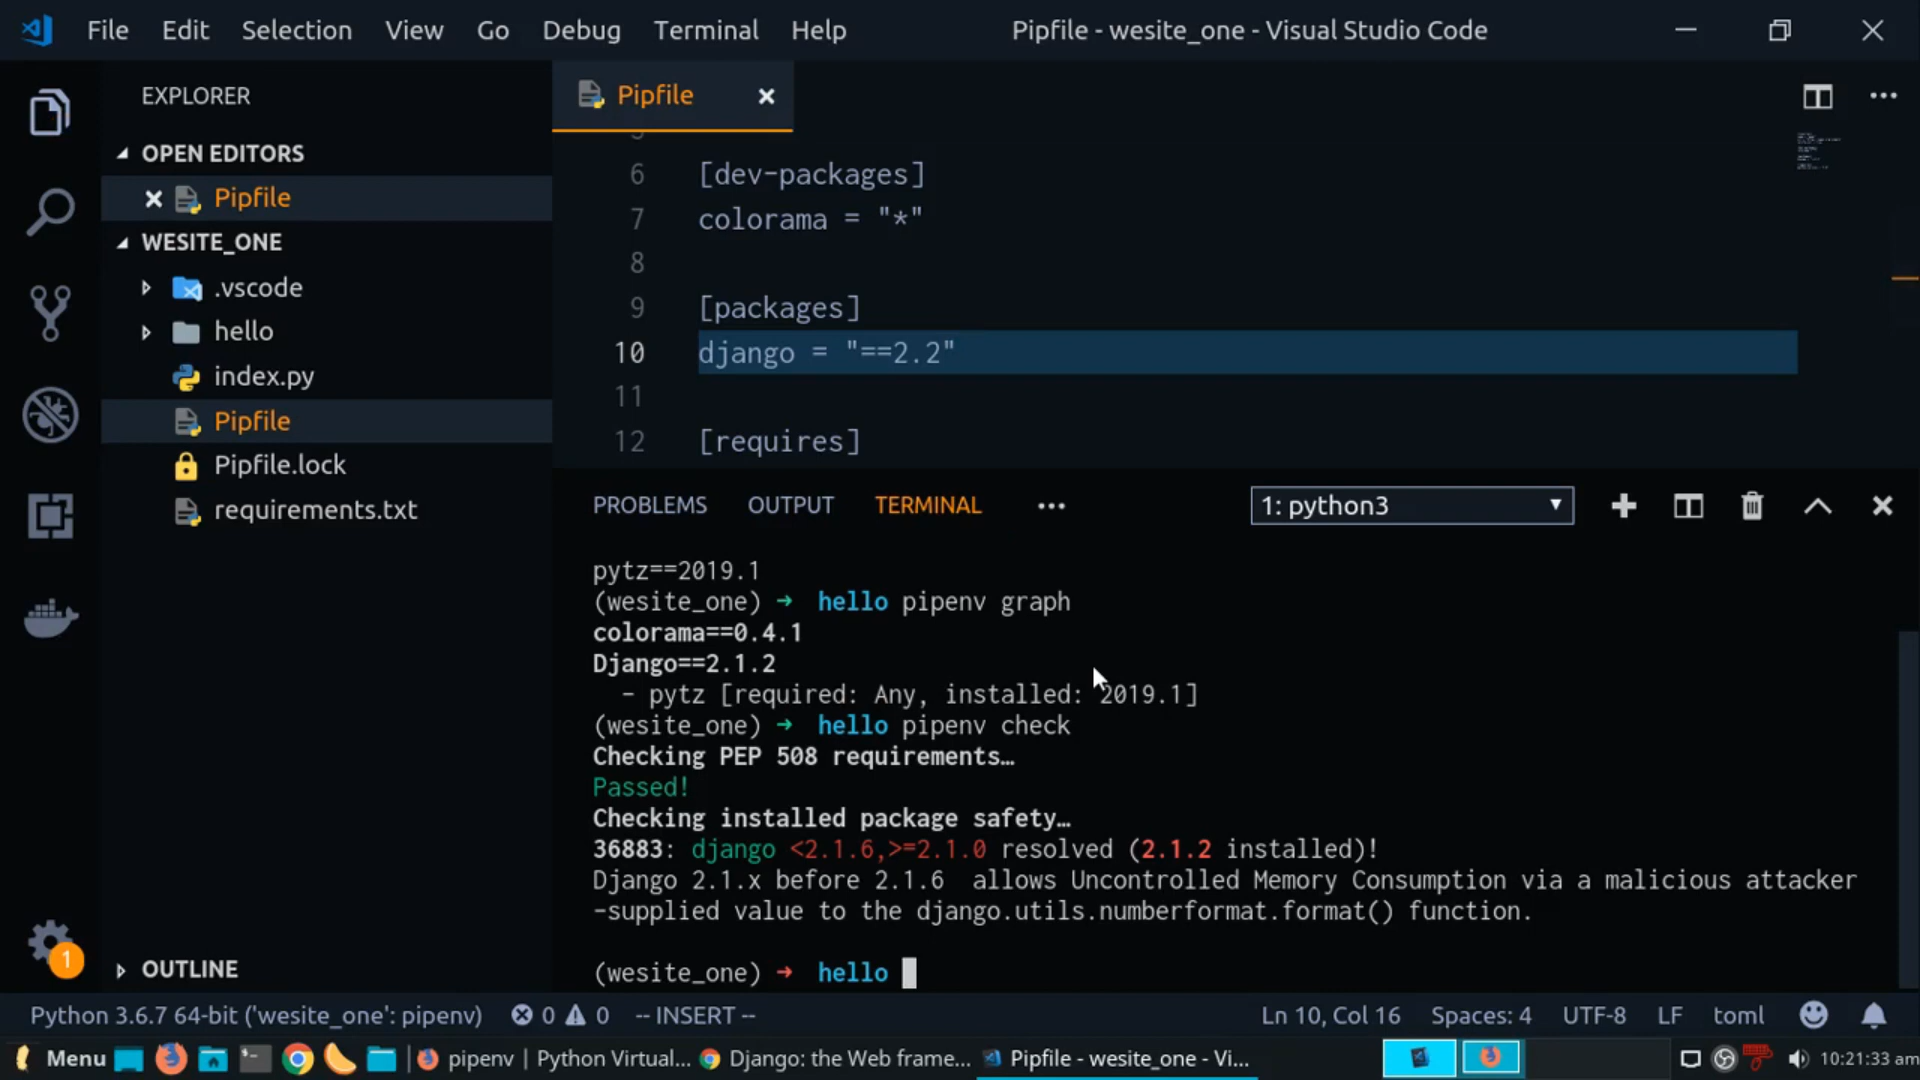 File Edit Selection View Go Debug Terminal Help Pipfile - wesite_one - Visual Studio Code
EXPLORER
OPEN EDITORS
Pipfile
WESITE_ONE
.vscode
hello
index.py
Pipfile
Pipfile.lock
requirements.txt
OUTLINE
1
Pipfile
6 [dev-packages]
7 colorama = "*"
8
9 [packages]
10 django = "==2.2"
11
12 [requires]
PROBLEMS OUTPUT TERMINAL ••• 1: python3
pytz==2019.1
(wesite_one) → hello pipenv graph
colorama==0.4.1
Django==2.1.2
- pytz [required: Any, installed: 2019.1]
(wesite_one) → hello pipenv check
Checking PEP 508 requirements…
Passed!
Checking installed package safety…
36883: django <2.1.6,>=2.1.0 resolved (2.1.2 installed)!
Django 2.1.x before 2.1.6  allows Uncontrolled Memory Consumption via a malicious attacker
-supplied value to the django.utils.numberformat.format() function.
(wesite_one) → hello
Python 3.6.7 64-bit ('wesite_one': pipenv) 0 0 -- INSERT -- Ln 10, Col 16 Spaces: 4 UTF-8 LF toml
Menu pipenv | Python Virtual... Django: the Web frame... Pipfile - wesite_one - Vi... 10:21:33 am